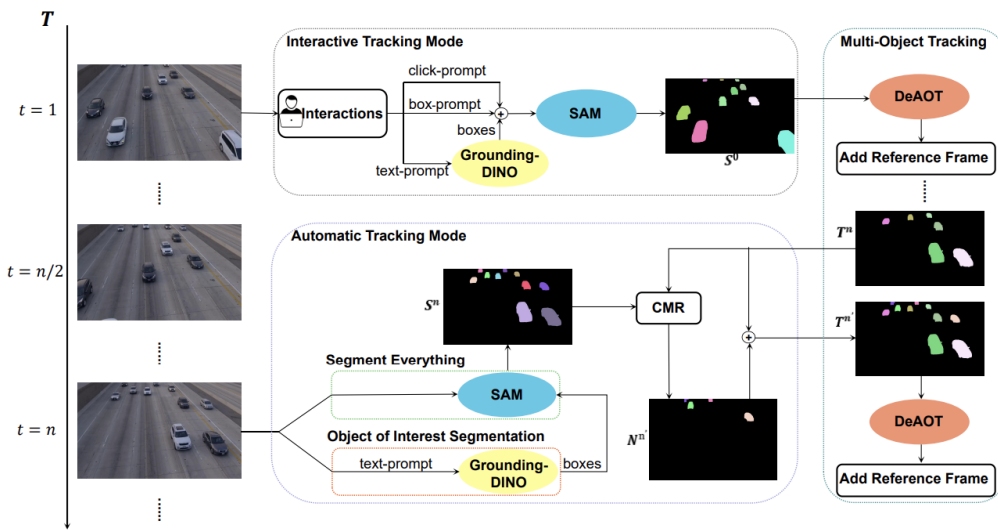 T
Interactive Tracking Mode
Multi-Object Tracking
click-prompt
t = 1
Interactions
box-prompt
SAM
DeAOT
boxes
Grounding-
DINO
text-prompt
S⁰
Add Reference Frame
Automatic Tracking Mode
Tⁿ
t = n/2
Sⁿ
CMR
Tⁿ′
Segment Everything
SAM
t = n
Object of Interest Segmentation
Nⁿ′
DeAOT
text-prompt
Grounding-
DINO
boxes
Add Reference Frame